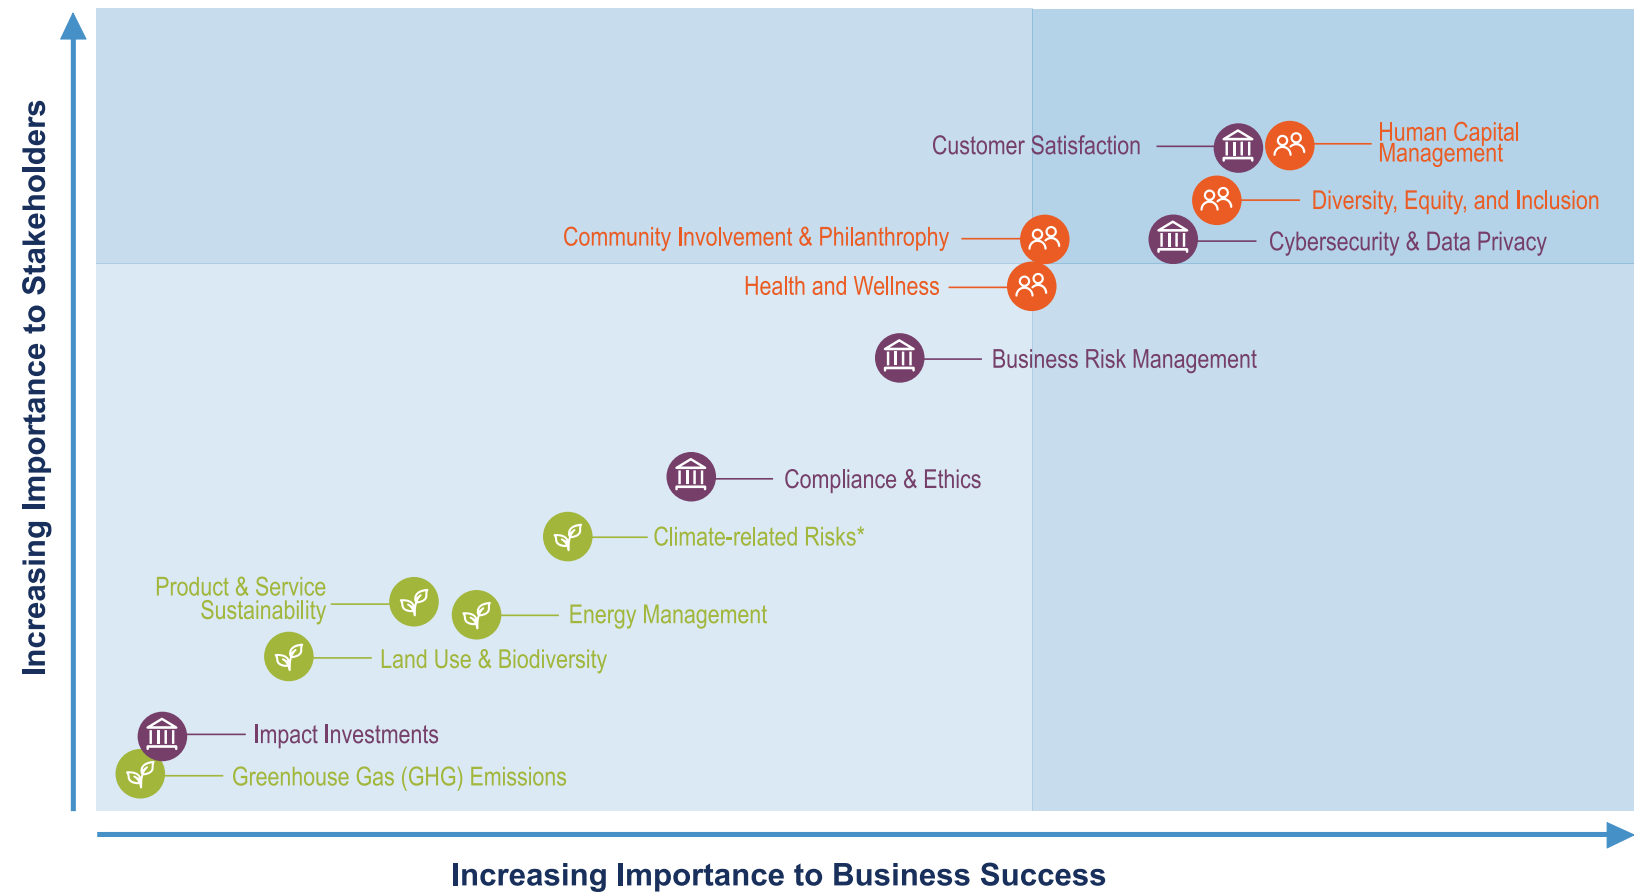 Increasing Importance to Stakeholders
Customer Satisfaction
Human Capital
Management
Diversity, Equity, and Inclusion
Community Involvement & Philanthrophy
Cybersecurity & Data Privacy
Health and Wellness
Business Risk Management
Compliance & Ethics
Climate-related Risks*
Product & Service
Sustainability
Energy Management
Land Use & Biodiversity
Impact Investments
Greenhouse Gas (GHG) Emissions
Increasing Importance to Business Success